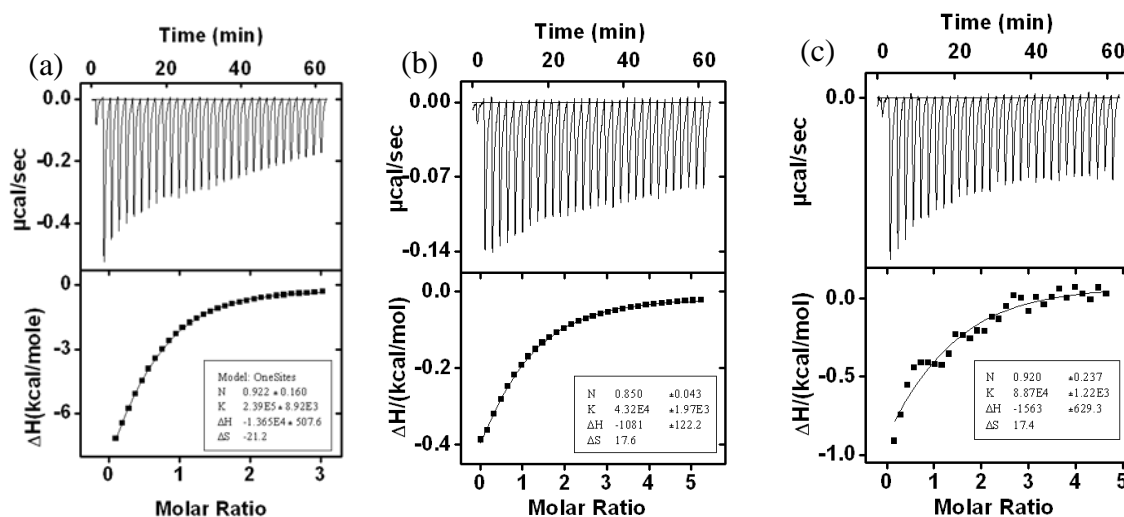 (a)
Time (min)
0 20 40 60
µcal/sec
0.0
-0.2
-0.4
ΔH(kcal/mole)
0
-3
-6
Model: OneSites
N 0.922 ± 0.160
K 2.39E5 ± 8.92E3
ΔH -1.365E4 ± 507.6
ΔS -21.2
0 1 2 3
Molar Ratio
(b)
Time (min)
0 20 40 60
µcal/sec
0.00
-0.07
-0.14
ΔH/(kcal/mol)
0.0
-0.2
-0.4
N 0.850 ±0.043
K 4.32E4 ±1.97E3
ΔH -1081 ±122.2
ΔS 17.6
0 1 2 3 4 5
Molar Ratio
(c)
Time (min)
0 20 40 60
µcal/sec
0.0
ΔH/(kcal/mol)
0.0
-0.5
-1.0
N 0.920 ±0.237
K 8.87E4 ±1.22E3
ΔH -1563 ±629.3
ΔS 17.4
0 1 2 3 4 5
Molar Ratio